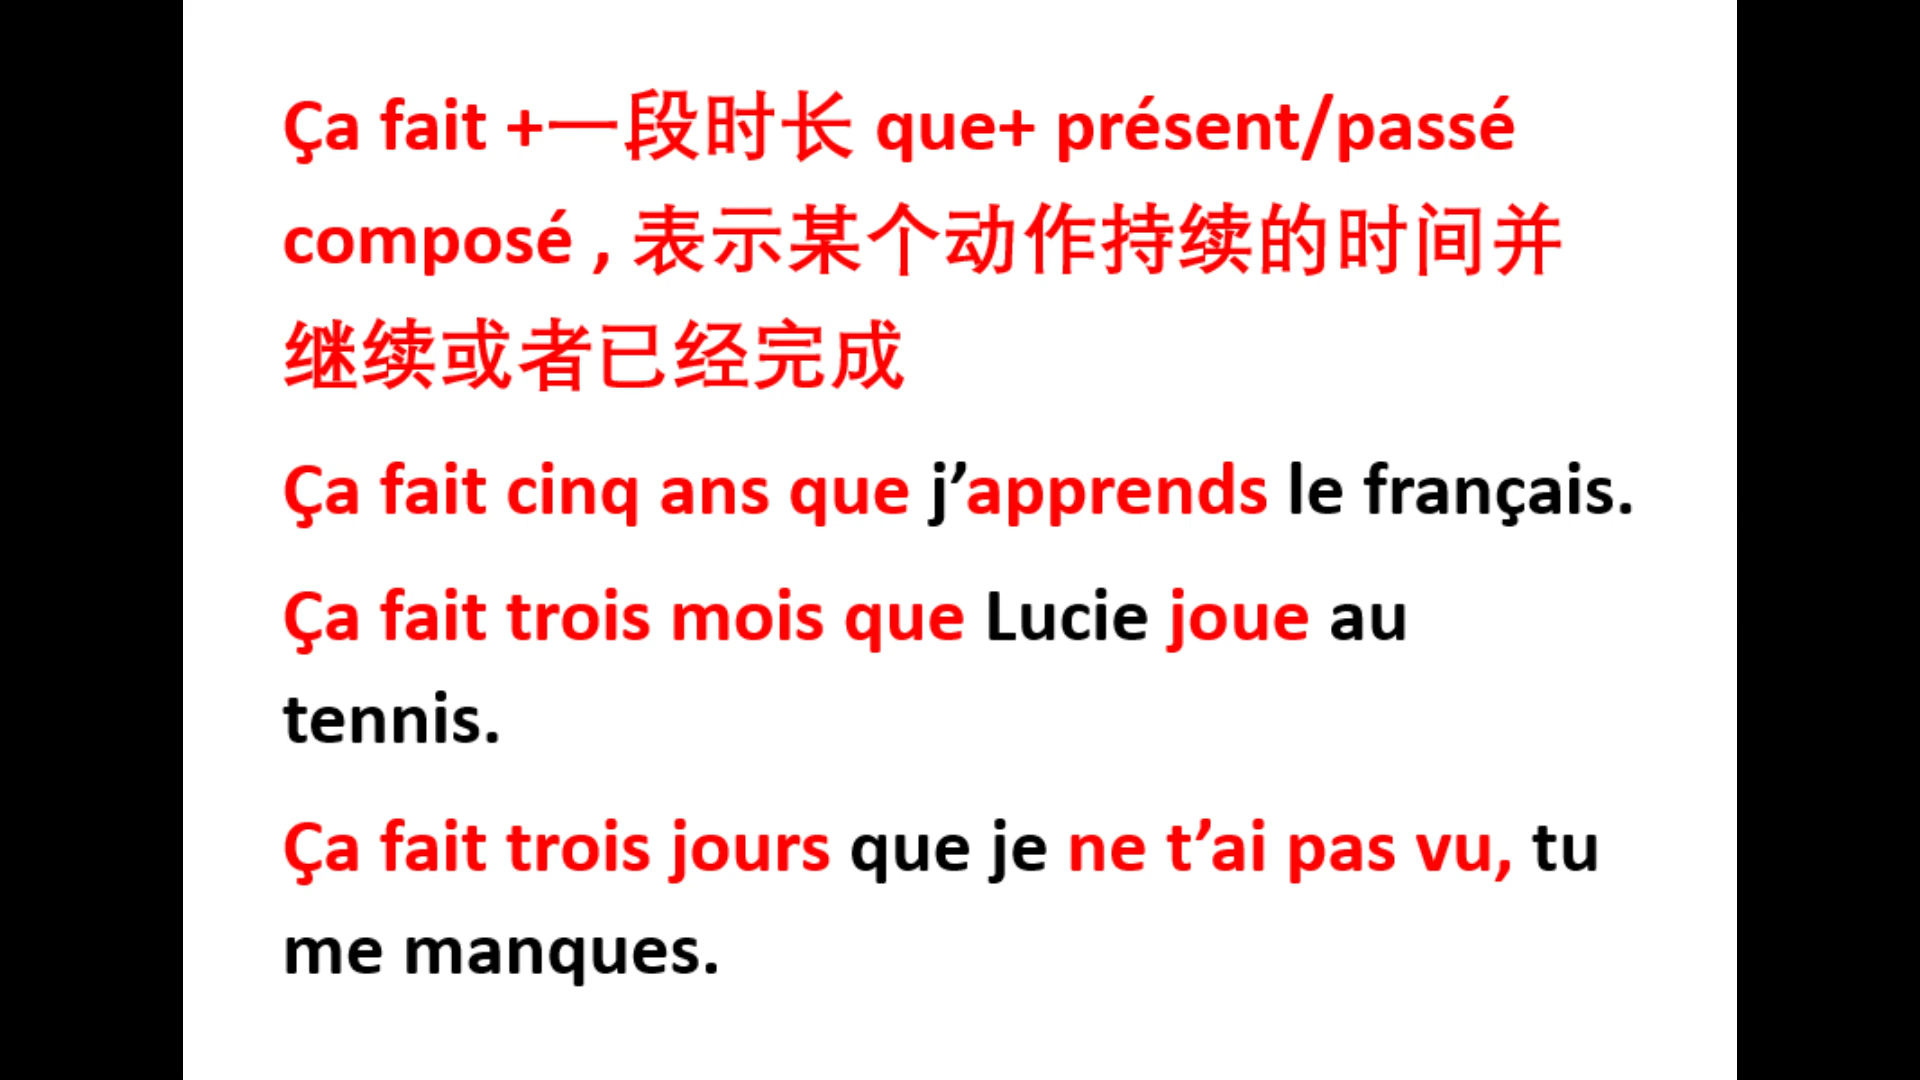 Ça fait +一段时长 que+ présent/passé
composé , 表示某个动作持续的时间并
继续或者已经完成
Ça fait cinq ans que j’apprends le français.
Ça fait trois mois que Lucie joue au
tennis.
Ça fait trois jours que je ne t’ai pas vu, tu
me manques.